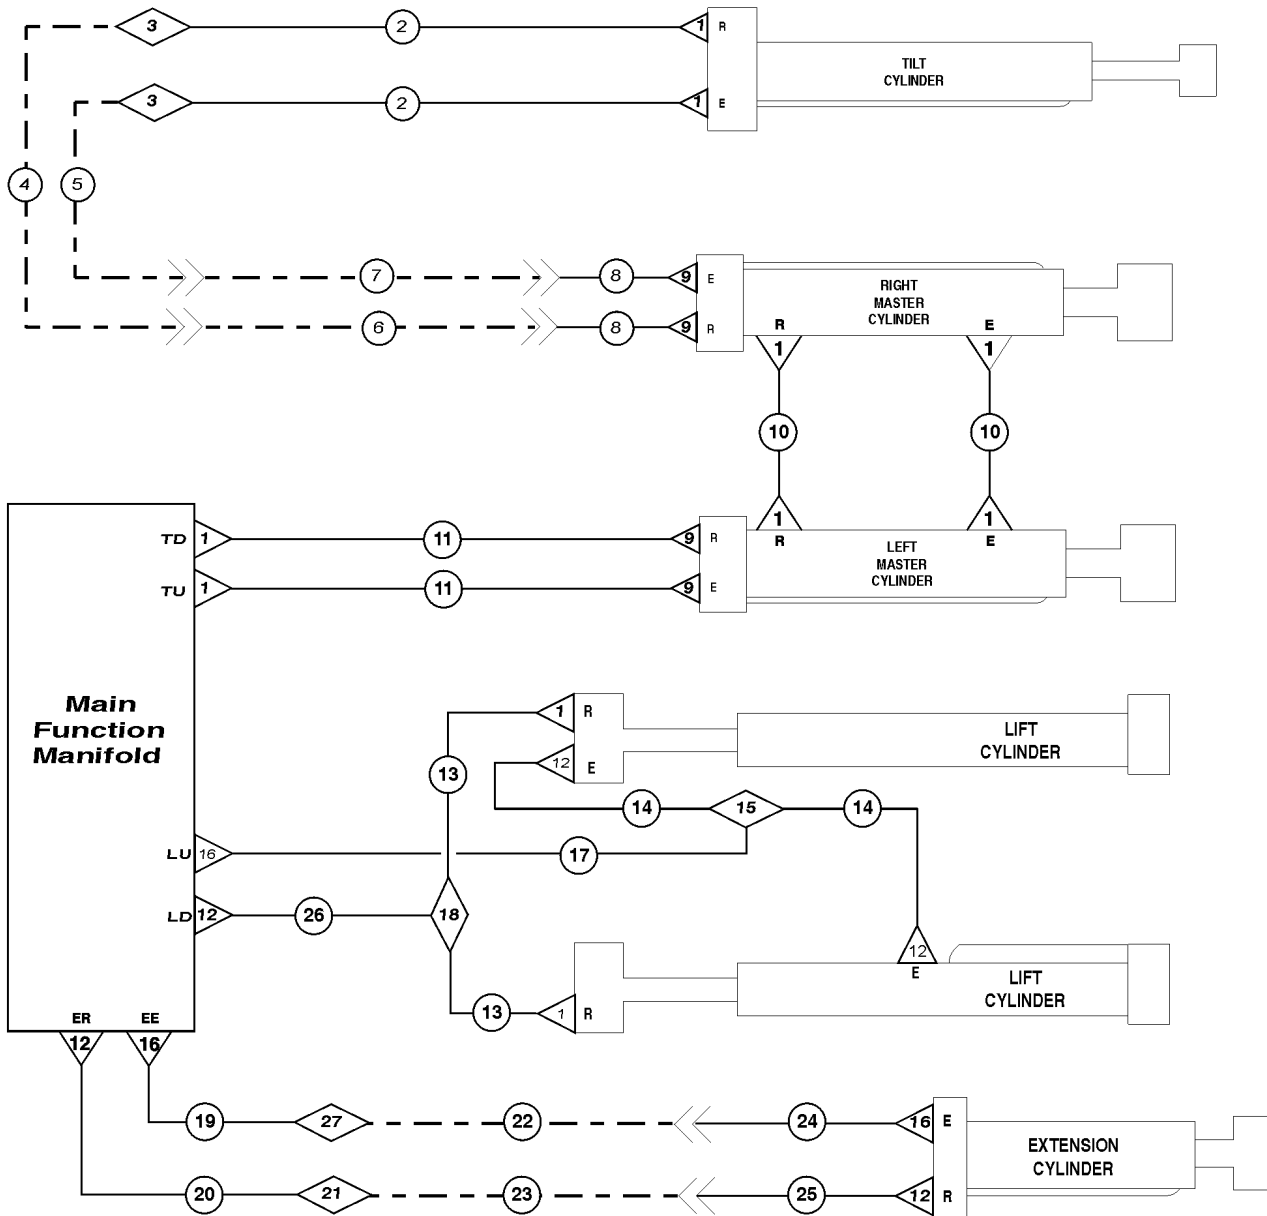 3 2 1 R
TILT
CYLINDER
3 2 1 E
4 5
7 8 9 E
RIGHT
MASTER
CYLINDER
6 8 9 R
R E
1 1
10 10
1 1
R E
TD 1 11 9 R
LEFT
MASTER
CYLINDER
TU 1 11 9 E
Main
Function
Manifold
1 R
LIFT
CYLINDER
12 E
13
14 15 14
LU 16 17
LD 12 26 18
12
E
LIFT
CYLINDER
13 1 R
ER EE
12 16
19 27 22 24 16 E
EXTENSION
CYLINDER
20 21 23 25 12 R